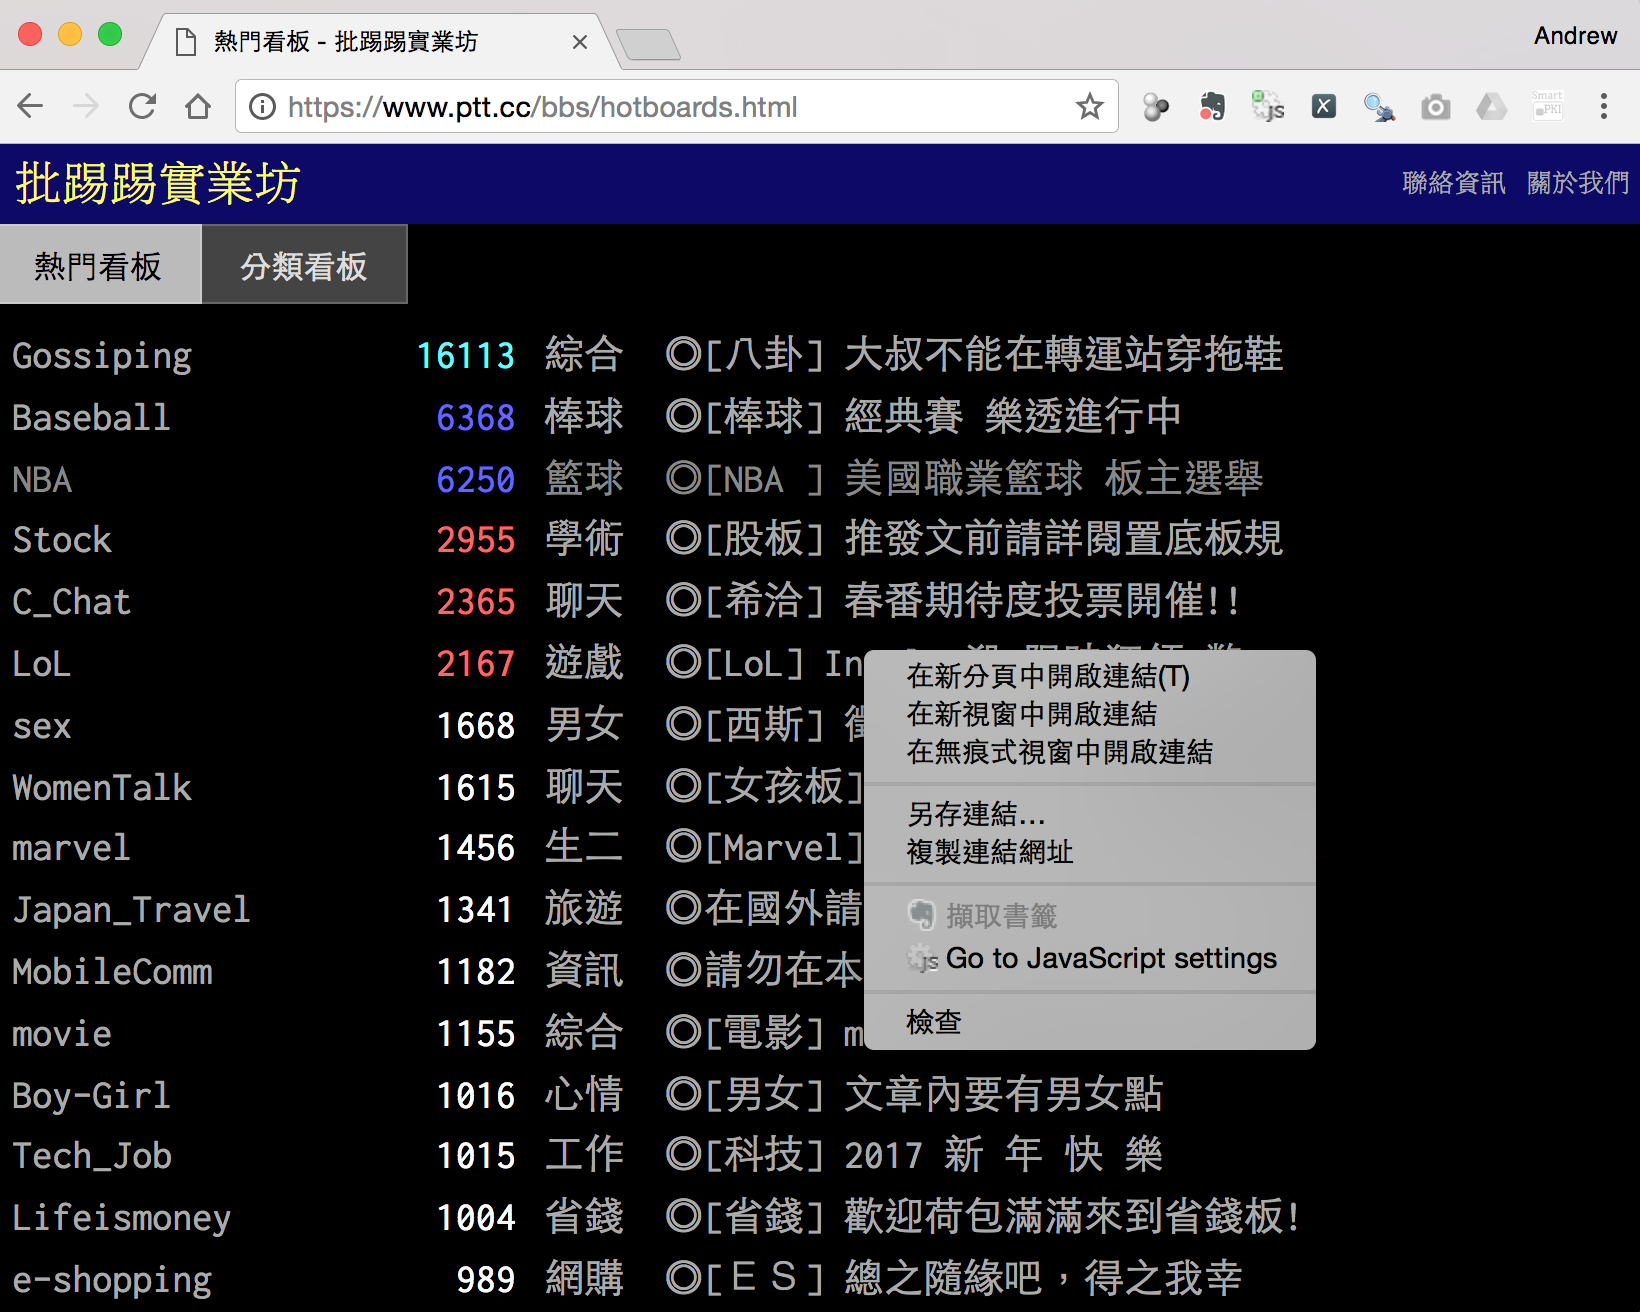 熱門看板 - 批踢踢實業坊
Andrew
https://www.ptt.cc/bbs/hotboards.html
JS
X
Smart
PKI
批踢踢實業坊
聯絡資訊 關於我們
熱門看板 分類看板
Gossiping 16113 綜合 ◎[八卦] 大叔不能在轉運站穿拖鞋
Baseball 6368 棒球 ◎[棒球] 經典賽 樂透進行中
NBA 6250 籃球 ◎[NBA ] 美國職業籃球 板主選舉
Stock 2955 學術 ◎[股板] 推發文前請詳閱置底板規
C_Chat 2365 聊天 ◎[希洽] 春番期待度投票開催!!
LoL 2167 遊戲 ◎[LoL] In
sex 1668 男女 ◎[西斯]
WomenTalk 1615 聊天 ◎[女孩板]
marvel 1456 生二 ◎[Marvel]
Japan_Travel 1341 旅遊 ◎在國外請
MobileComm 1182 資訊 ◎請勿在本
movie 1155 綜合 ◎[電影] m
Boy-Girl 1016 心情 ◎[男女] 文章內要有男女點
Tech_Job 1015 工作 ◎[科技] 2017 新 年 快 樂
Lifeismoney 1004 省錢 ◎[省錢] 歡迎荷包滿滿來到省錢板!
e-shopping 989 網購 ◎[ＥＳ] 總之隨緣吧，得之我幸
在新分頁中開啟連結(T)
在新視窗中開啟連結
在無痕式視窗中開啟連結
另存連結...
複製連結網址
擷取書籤
js Go to JavaScript settings
檢查